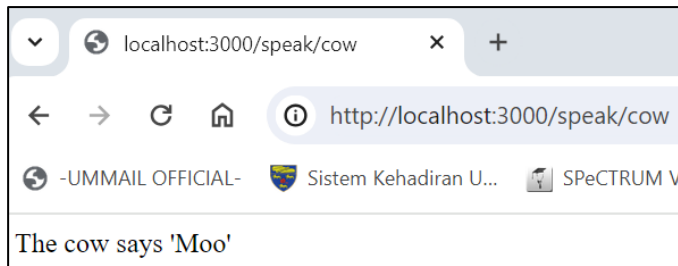 localhost:3000/speak/cow
http://localhost:3000/speak/cow
-UMMAIL OFFICIAL- Sistem Kehadiran U... SPeCTRUM V
The cow says 'Moo'